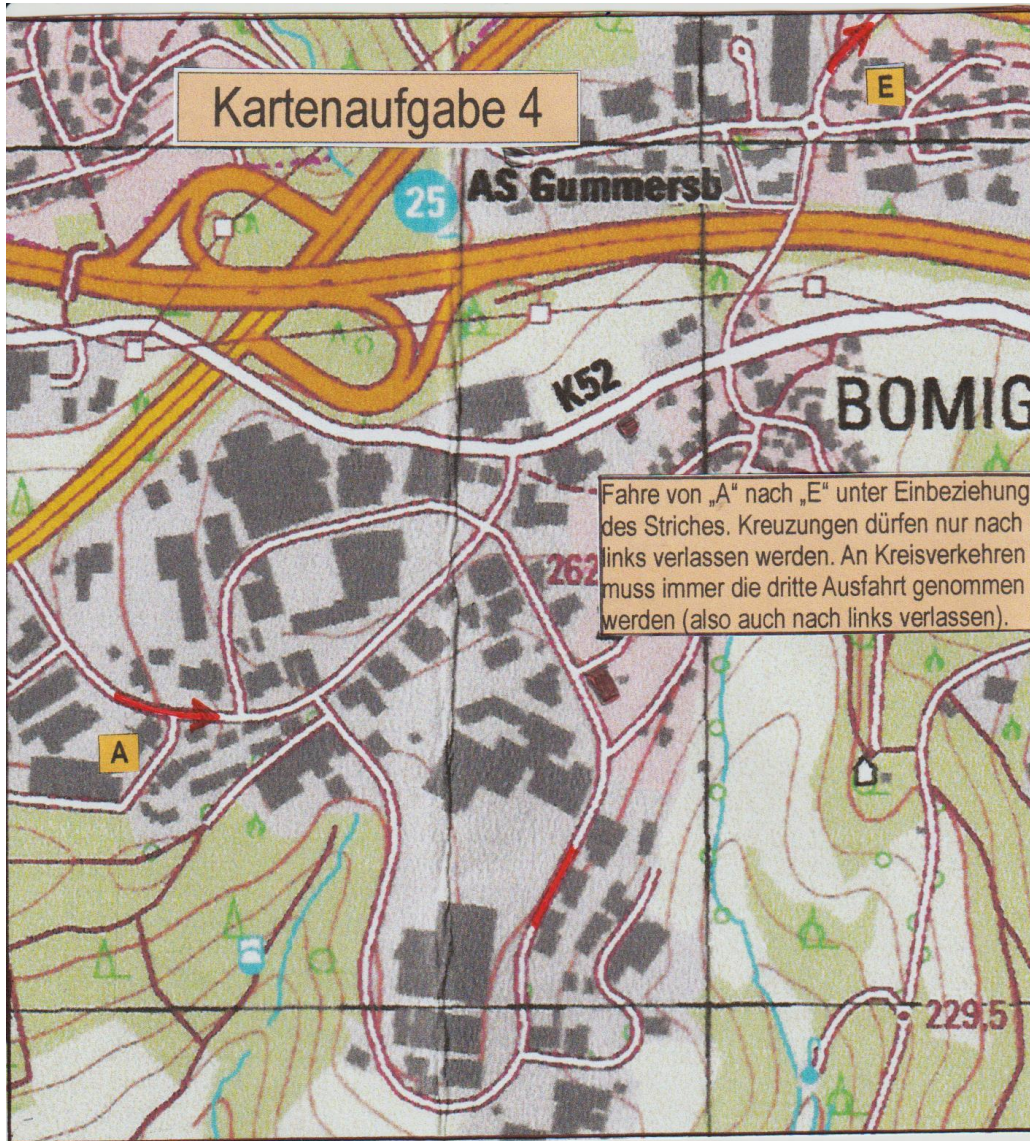 Kartenaufgabe 4
E
25
AS Gummersb
K52
BOMIG
Fahre von „A“ nach „E“ unter Einbeziehung
des Striches. Kreuzungen dürfen nur nach
links verlassen werden. An Kreisverkehren
muss immer die dritte Ausfahrt genommen
werden (also auch nach links verlassen).
262
A
229,5